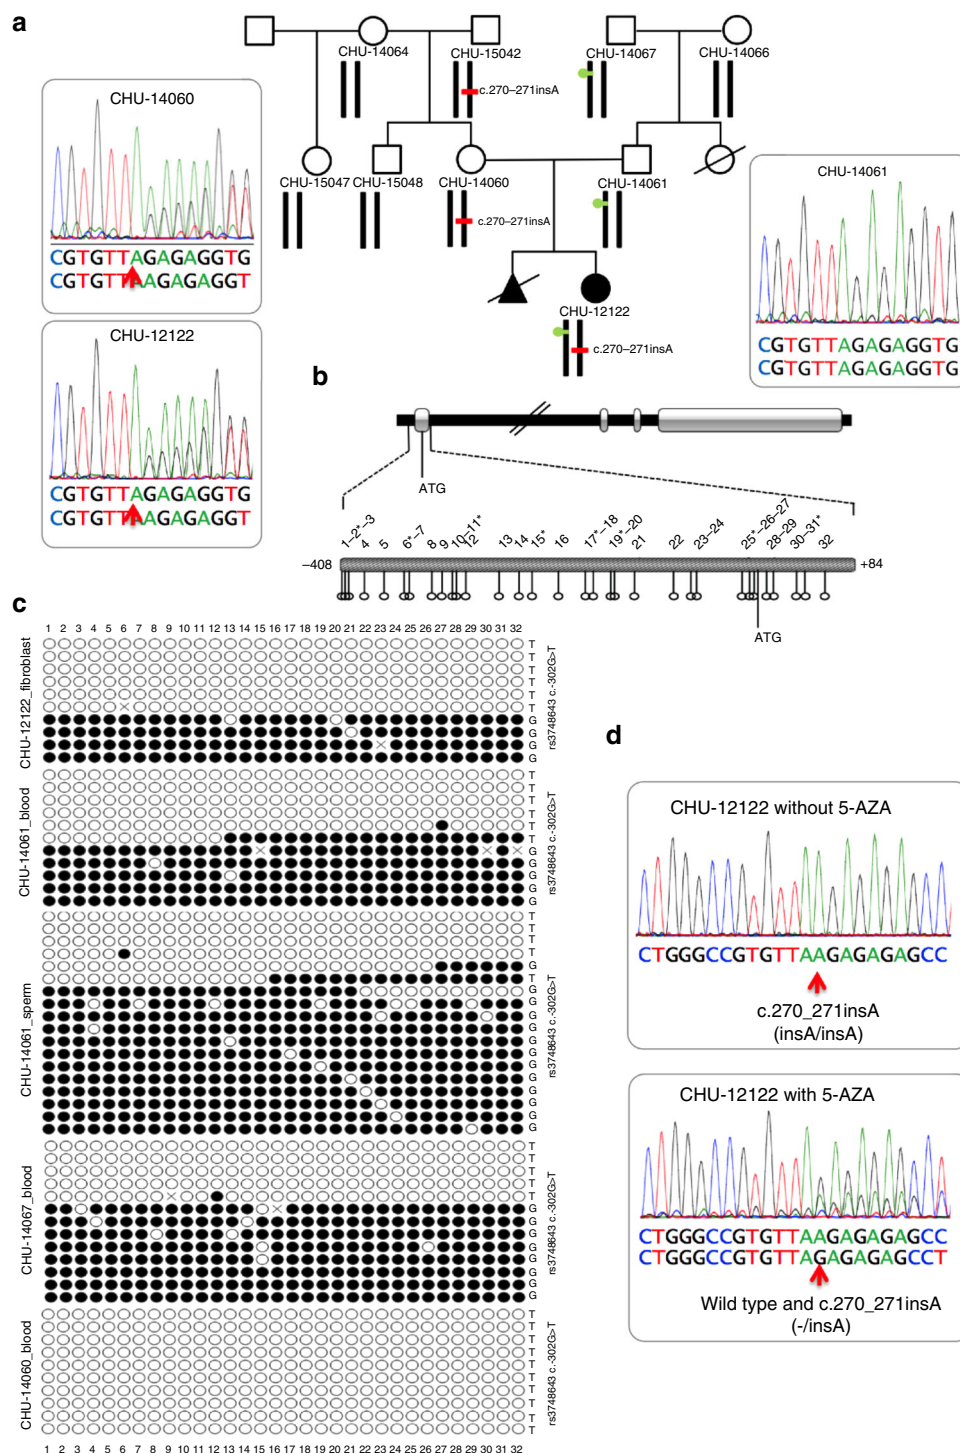 a
CHU-14064
CHU-15042
CHU-14067
CHU-14066
c.270–271insA
CHU-14060
CGTGTTAGAGAGGTG
CGTGTTAAGAGAGGT
CHU-15047
CHU-15048
CHU-14060
CHU-14061
c.270–271insA
CHU-14061
CGTGTTAGAGAGGTG
CGTGTTAGAGAGGTG
CHU-12122
c.270–271insA
CHU-12122
CGTGTTAGAGAGGTG
CGTGTTAAGAGAGGT
b
ATG
1–2*–3
4
5
6*–7
8
9
10–11*
12
13
14
15*
16
17*–18
19*–20
21
22
23–24
25*–26–27
28–29
30–31*
32
–408
+84
ATG
c
1 2 3 4 5 6 7 8 9 10 11 12 13 14 15 16 17 18 19 20 21 22 23 24 25 26 27 28 29 30 31 32
CHU-12122_fibroblast
T
T
T
T
T
T
G
G
G
G
rs3748643 c.-302G>T
CHU-14061_blood
T
T
T
T
T
T
G
G
G
G
G
rs3748643 c.-302G>T
CHU-14061_sperm
T
T
T
T
G
T
G
G
G
G
G
G
G
G
G
G
G
G
rs3748643 c.-302G>T
CHU-14067_blood
T
T
T
T
T
G
G
G
G
G
G
G
G
rs3748643 c.-302G>T
CHU-14060_blood
T
T
T
T
T
T
T
T
T
T
rs3748643 c.-302G>T
1 2 3 4 5 6 7 8 9 10 11 12 13 14 15 16 17 18 19 20 21 22 23 24 25 26 27 28 29 30 31 32
d
CHU-12122 without 5-AZA
CTGGGCCGTGTTAAGAGAGAGCC
c.270_271insA
(insA/insA)
CHU-12122 with 5-AZA
CTGGGCCGTGTTAAGAGAGAGCC
CTGGGCCGTGTTAGAGAGAGCCT
Wild type and c.270_271insA
(-/insA)